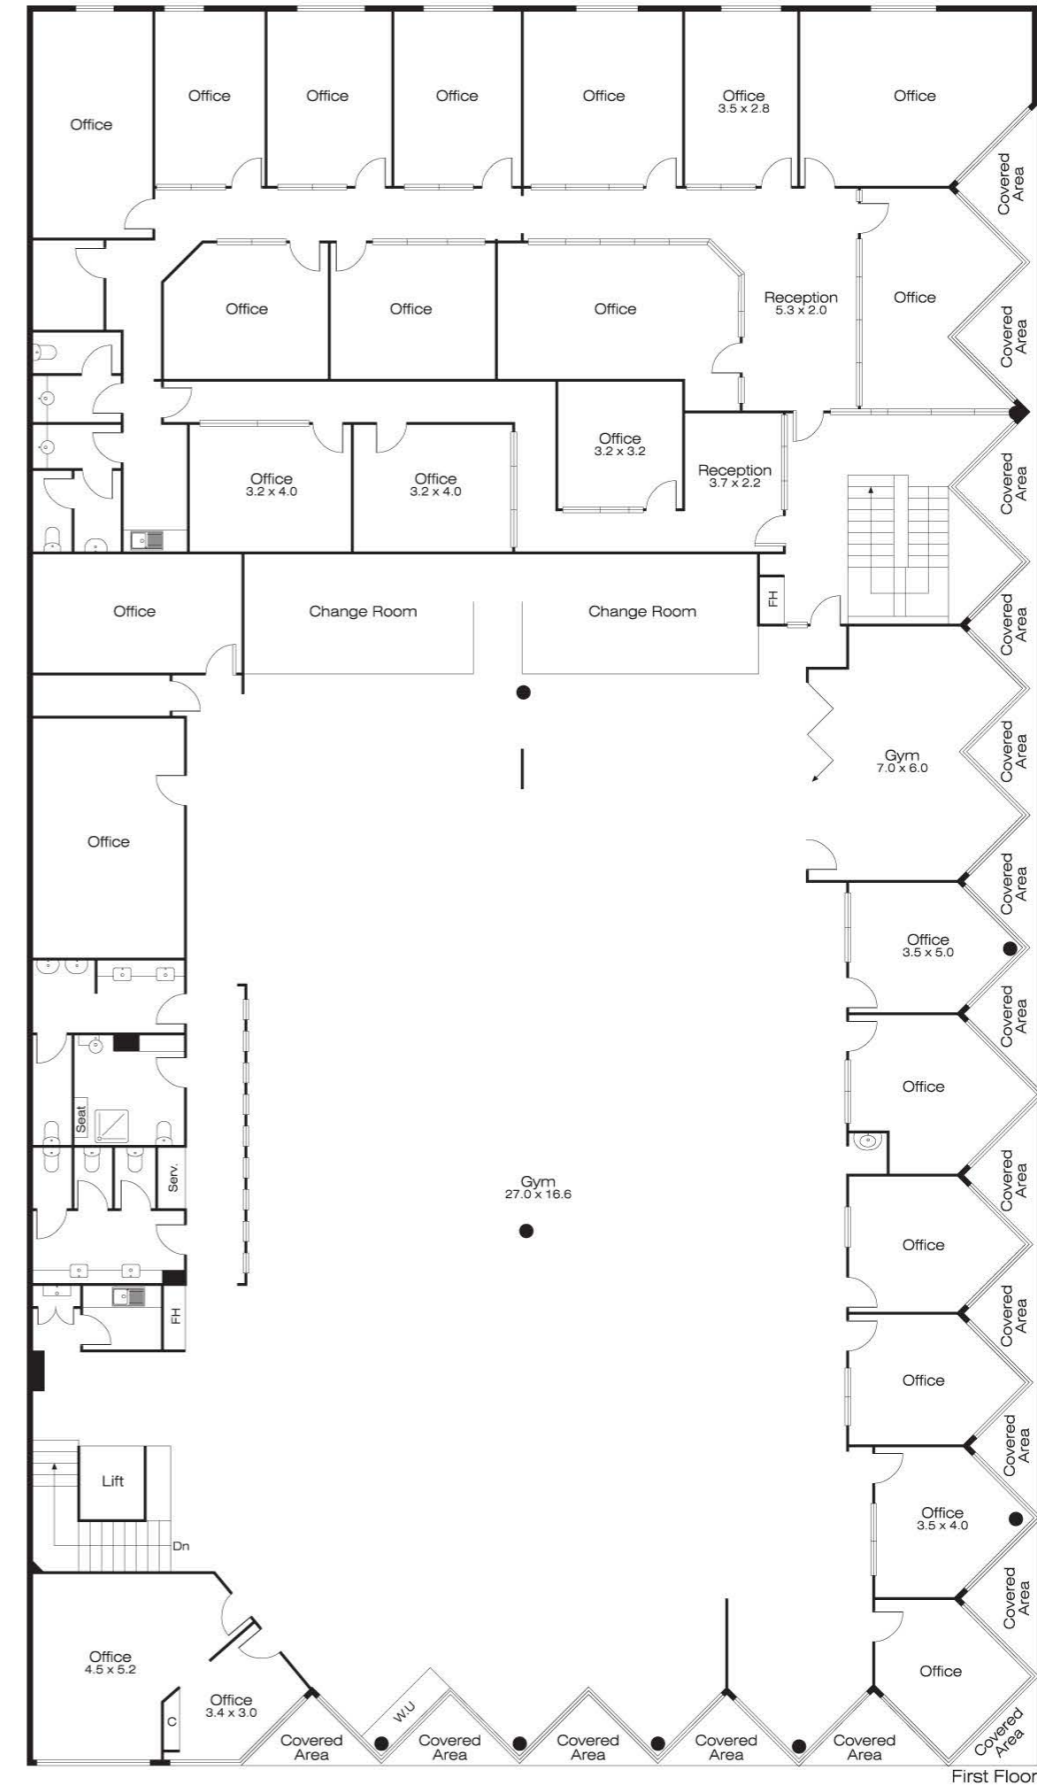 Office
Office
Office
Office
Office
Office
3.5 x 2.8
Office
Covered
Area
Office
Office
Office
Reception
5.3 x 2.0
Office
Covered
Area
Office
3.2 x 4.0
Office
3.2 x 4.0
Office
3.2 x 3.2
Reception
3.7 x 2.2
Covered
Area
Office
Change Room
Change Room
FH
Covered
Area
Gym
7.0 x 6.0
Covered
Area
Office
Covered
Area
Office
3.5 x 5.0
Covered
Area
Office
Seat
Serv.
Gym
27.0 x 16.6
Covered
Area
Office
FH
Covered
Area
Office
Covered
Area
Lift
Office
3.5 x 4.0
Dn
Covered
Area
Office
4.5 x 5.2
Office
3.4 x 3.0
C
W.U
Office
Covered
Area
Covered
Area
Covered
Area
Covered
Area
Covered
Area
Covered
Area
First Floor